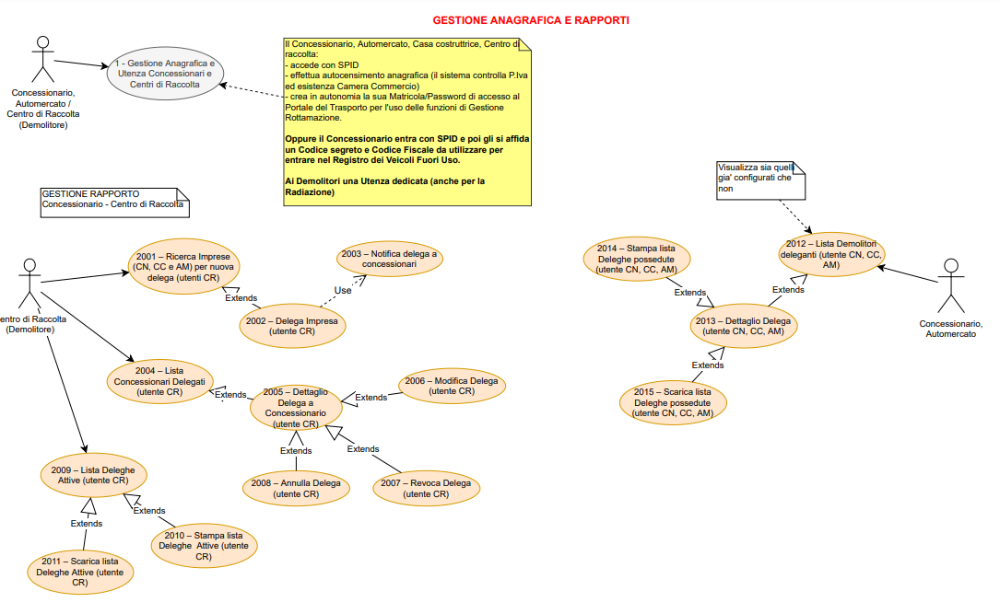 GESTIONE ANAGRAFICA E RAPPORTI
1 - Gestione Anagrafica e
Utenza Concessionari e
Centri di Raccolta
Concessionario,
Automercato /
Centro di Raccolta
(Demolitore)
Il Concessionario, Automercato, Casa costruttrice, Centro di
raccolta:
- accede con SPID
- effettua autocensimento anagrafica (il sistema controlla P.Iva
ed esistenza Camera Commercio)
- crea in autonomia la sua Matricola/Password di accesso al
Portale del Trasporto per l'uso delle funzioni di Gestione
Rottamazione.
Oppure il Concessionario entra con SPID e poi gli si affida
un Codice segreto e Codice Fiscale da utilizzare per
entrare nel Registro dei Veicoli Fuori Uso.
Ai Demolitori una Utenza dedicata (anche per la
Radiazione)
GESTIONE RAPPORTO
Concessionario - Centro di Raccolta
Visualizza sia quelli
gia' configurati che
non
2001 – Ricerca Imprese
(CN, CC e AM) per nuova
delega (utenti CR)
2003 – Notifica delega a
concessionari
Use
Extends
2002 – Delega Impresa
(utente CR)
entro di Raccolta
(Demolitore)
2004 – Lista
Concessionari Delegati
(utente CR)
Extends
2005 – Dettaglio
Delega a
Concessionario
(utente CR)
Extends
2006 – Modifica Delega
(utente CR)
Extends
Extends
2008 – Annulla Delega
(utente CR)
2007 – Revoca Delega
(utente CR)
2009 – Lista Deleghe
Attive (utente CR)
Extends
Extends
2010 – Stampa lista
Deleghe Attive (utente
CR)
2011 – Scarica lista
Deleghe Attive (utente
CR)
2014 – Stampa lista
Deleghe possedute
(utente CN, CC, AM)
2012 – Lista Demolitori
deleganti (utente CN, CC,
AM)
Extends
Extends
2013 – Dettaglio Delega
(utente CN, CC, AM)
Concessionario,
Automercato
Extends
2015 – Scarica lista
Deleghe possedute
(utente CN, CC, AM)